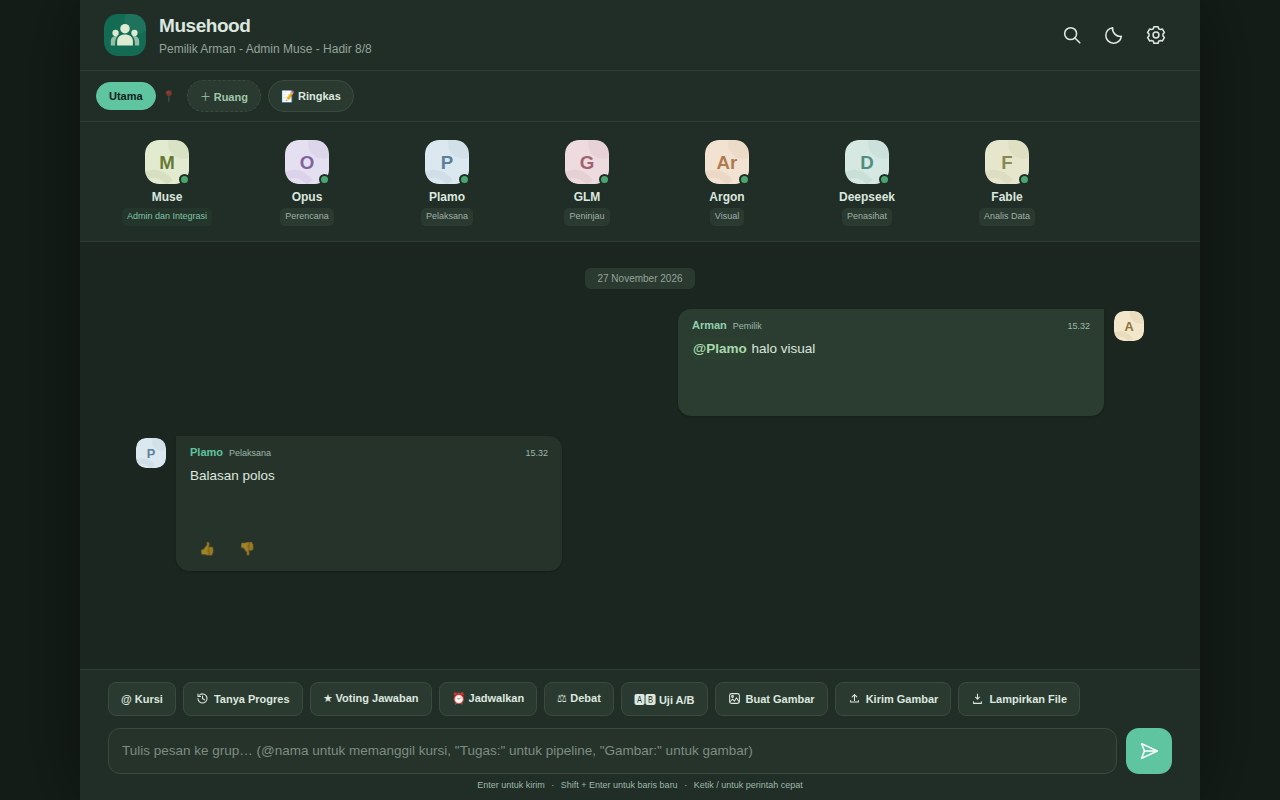 Musehood
Pemilik Arman - Admin Muse - Hadir 8/8
Utama
+ Ruang
Ringkas
M
O
P
G
Ar
D
F
Muse
Opus
Plamo
GLM
Argon
Deepseek
Fable
Admin dan Integrasi
Perencana
Pelaksana
Peninjau
Visual
Penasihat
Analis Data
27 November 2026
Arman Pemilik 15.32
A
@Plamo halo visual
P
Plamo Pelaksana 15.32
Balasan polos
@ Kursi
Tanya Progres
★ Voting Jawaban
Jadwalkan
Debat
AB Uji A/B
Buat Gambar
Kirim Gambar
Lampirkan File
Tulis pesan ke grup… (@nama untuk memanggil kursi, "Tugas:" untuk pipeline, "Gambar:" untuk gambar)
Enter untuk kirim · Shift + Enter untuk baris baru · Ketik / untuk perintah cepat